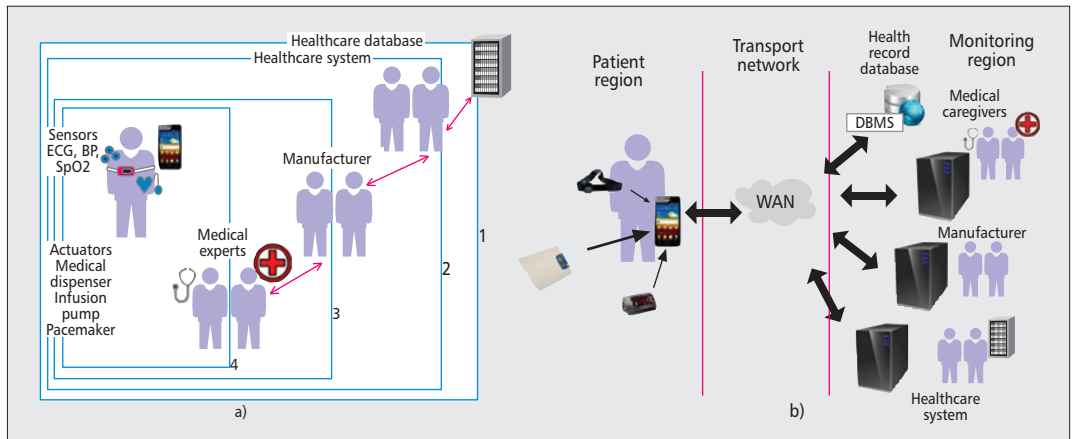 Healthcare database
Healthcare system
Sensors
ECG, BP,
SpO2
Manufacturer
Medical
experts
Actuators
Medical
dispenser
Infusion
pump
Pacemaker
1
2
3
4
a)
Patient
region
Transport
network
Health
record
database
Monitoring
region
DBMS
Medical
caregivers
WAN
Manufacturer
Healthcare
system
b)